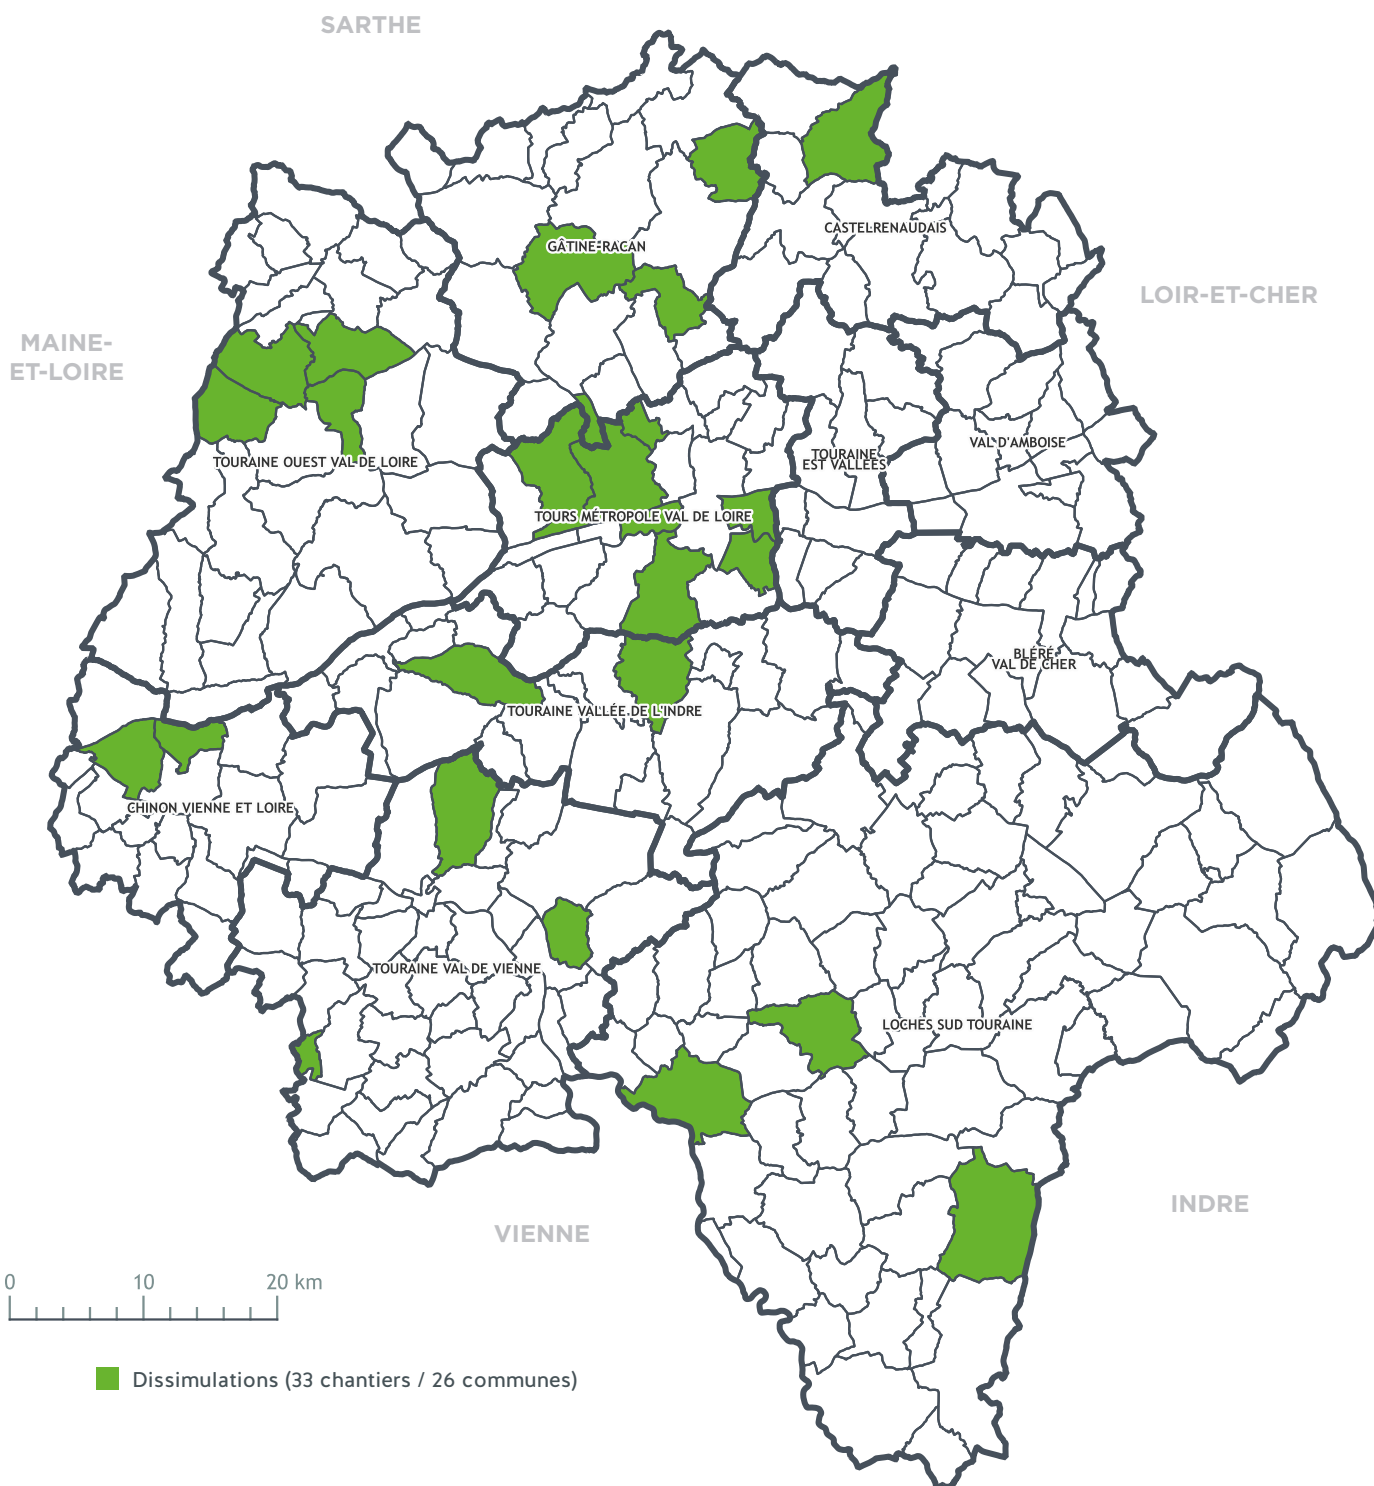 SARTHE
CASTELRENAUDAIS
GÂTINE-RACAN
LOIR-ET-CHER
MAINE-
ET-LOIRE
VAL D'AMBOISE
TOURAINE
EST VALLÉES
TOURAINE OUEST VAL DE LOIRE
TOURS MÉTROPOLE VAL DE LOIRE
BLÉRÉ-
VAL DE CHER
TOURAINE VALLÉE DE L'INDRE
CHINON VIENNE ET LOIRE
TOURAINE VAL DE VIENNE
LOCHES SUD TOURAINE
INDRE
VIENNE
0 10 20 km
Dissimulations (33 chantiers / 26 communes)